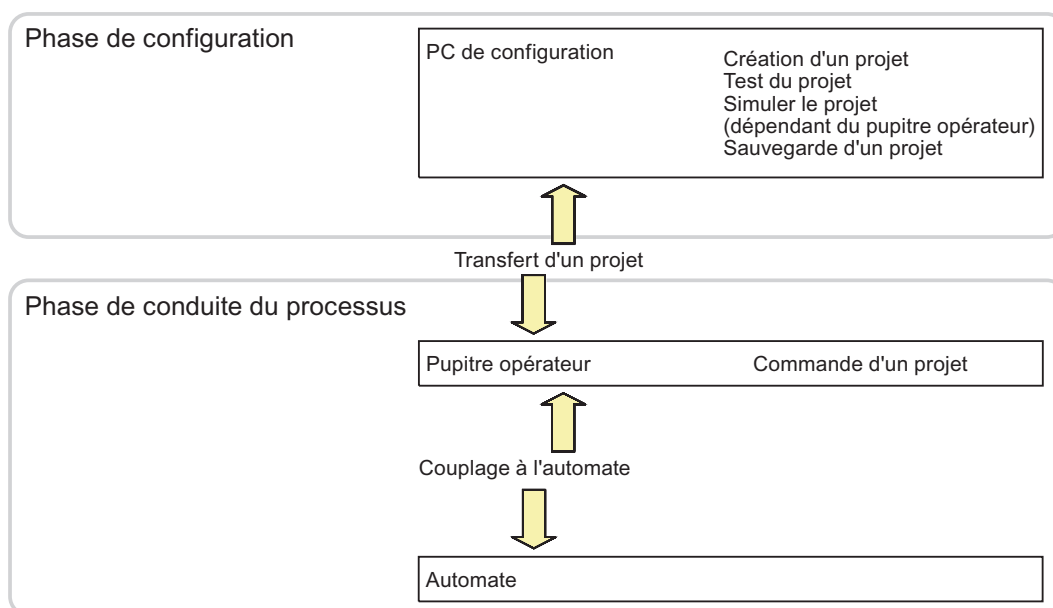 Phase de configuration
PC de configuration
Création d'un projet
Test du projet
Simuler le projet
(dépendant du pupitre opérateur)
Sauvegarde d'un projet
Transfert d'un projet
Phase de conduite du processus
Pupitre opérateur
Commande d'un projet
Couplage à l'automate
Automate